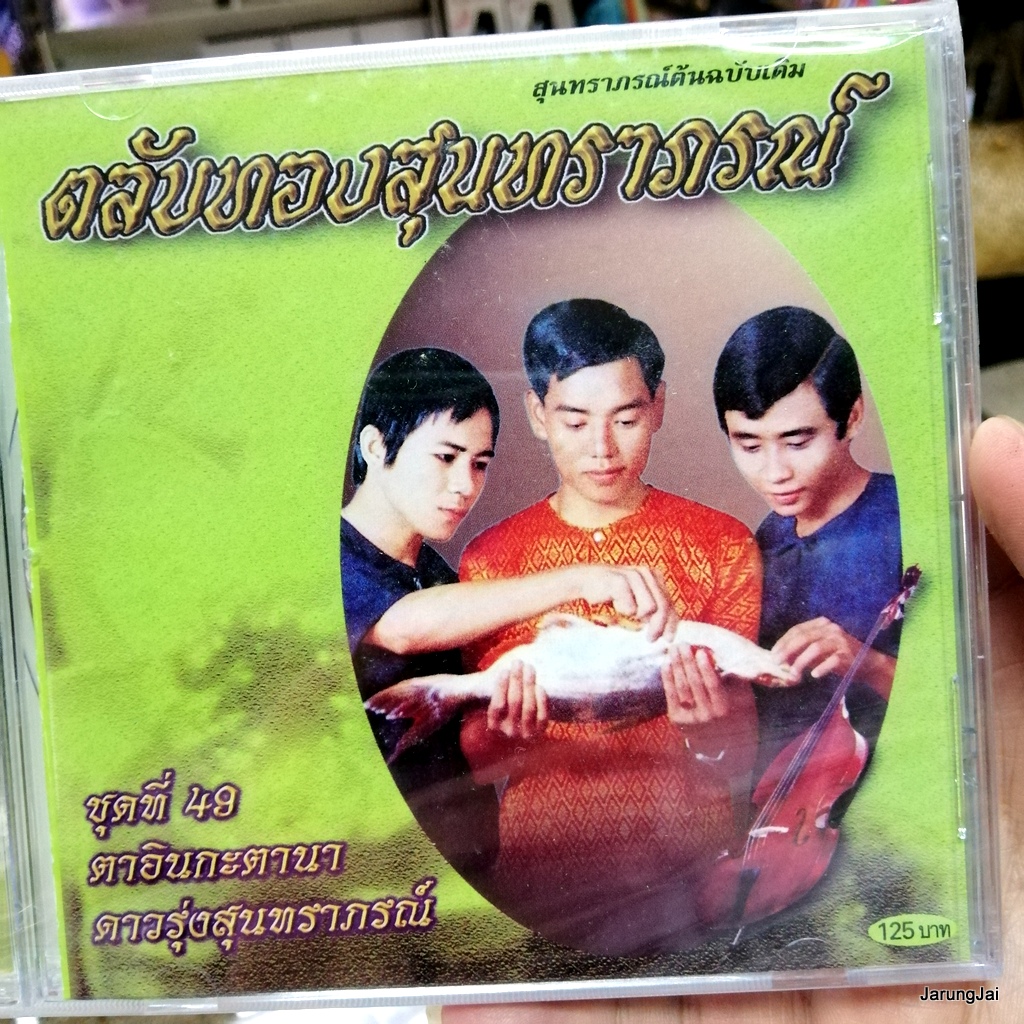 สุนทราภรณ์ต้นฉบับเดิม
ตลับทองสุนทราภรณ์
ชุดที่ 49
ตาอินกะตานา
ดาวรุ่งสุนทราภรณ์
125 บาท
JarungJai